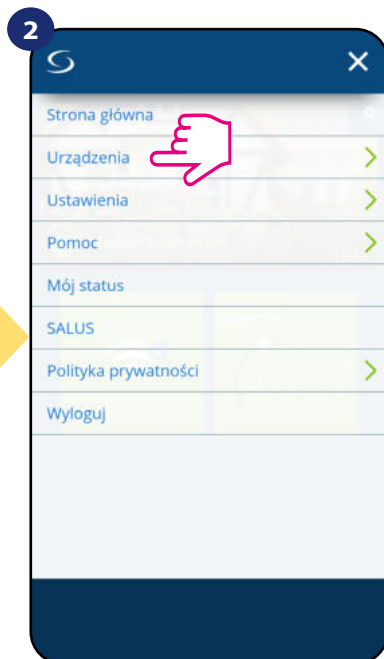 2
Strona główna
Urządzenia
Ustawienia
Pomoc
Mój status
SALUS
Polityka prywatności
Wyloguj